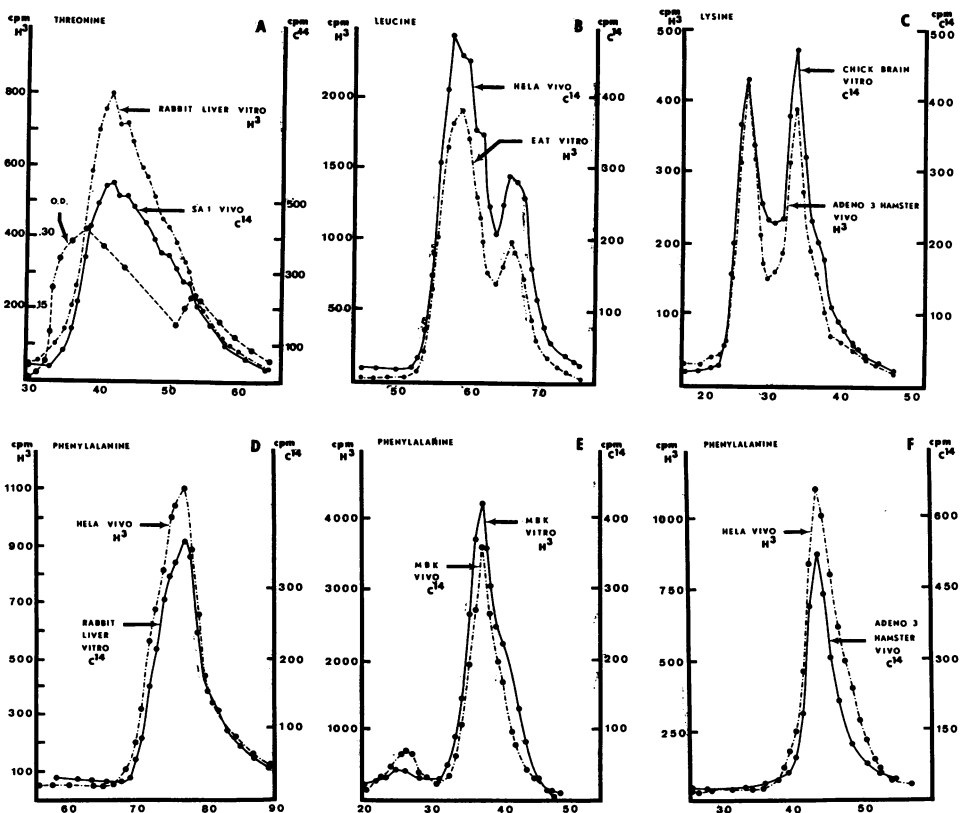 cpm
H³
THREONINE
A
cpm
C¹⁴
800
600
400
200
RABBIT LIVER VITRO
H³
O.D.
.30
.15
SA 1 VIVO
C¹⁴
500
300
100
30
40
50
60
cpm
H³
LEUCINE
B
cpm
C¹⁴
2000
1500
1000
500
HELA VIVO
C¹⁴
EAT VITRO
H³
400
300
200
100
50
60
70
cpm
H³
LYSINE
C
cpm
C¹⁴
500
400
300
200
100
CHICK BRAIN
VITRO
C¹⁴
ADENO 3 HAMSTER
VIVO
H³
500
400
300
200
100
20
30
40
50
cpm
H³
PHENYLALANINE
D
cpm
C¹⁴
1100
900
700
500
300
100
HELA VIVO
H³
RABBIT
LIVER
VITRO
C¹⁴
300
200
100
60
70
80
90
cpm
H³
PHENYLALANINE
E
cpm
C¹⁴
4000
3000
2000
1000
MBK
VITRO
H³
MBK
VIVO
C¹⁴
400
300
200
100
20
30
40
50
cpm
H³
PHENYLALANINE
F
cpm
C¹⁴
1000
750
500
250
HELA VIVO
H³
ADENO 3
HAMSTER
VIVO
C¹⁴
600
450
300
150
30
40
50